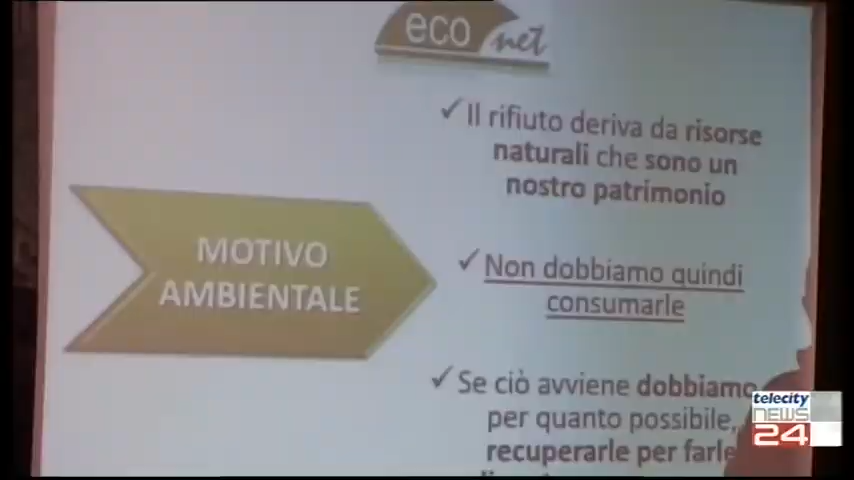 eco net
✓ Il rifiuto deriva da risorse
naturali che sono un
nostro patrimonio
MOTIVO
AMBIENTALE
✓ Non dobbiamo quindi
consumarle
✓ Se ciò avviene dobbiamo
per quanto possibile,
recuperarle per farle
telecity
NEWS
24